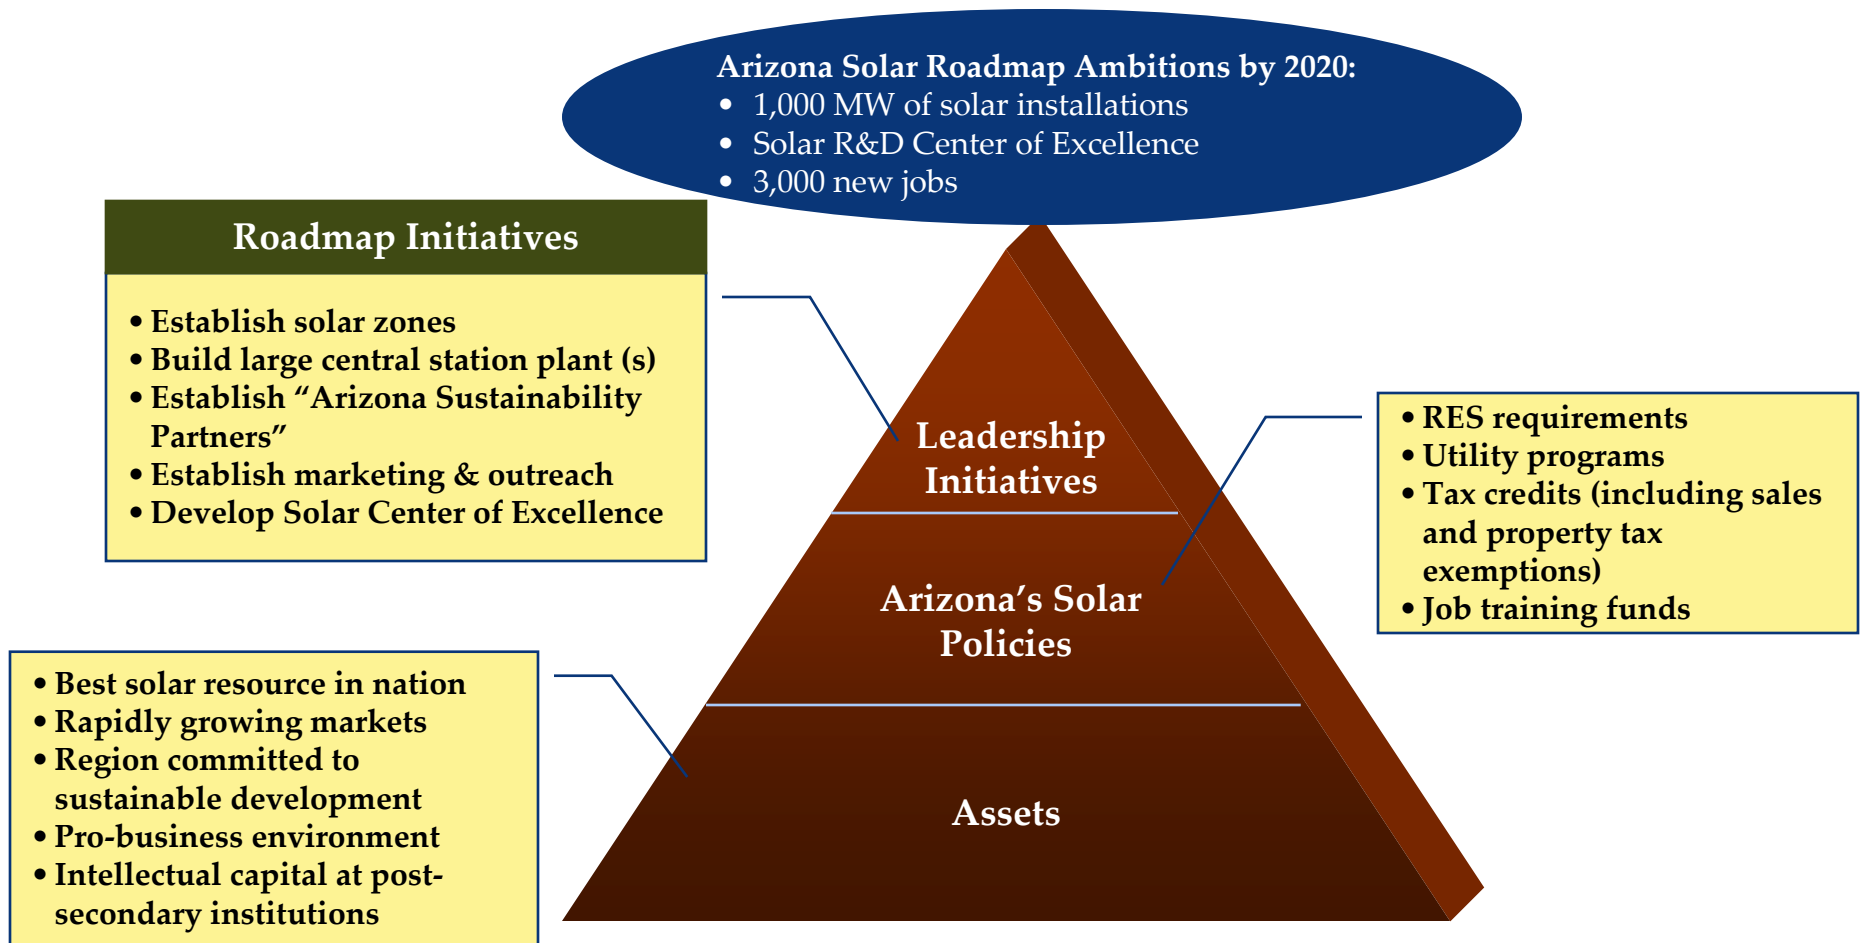 Arizona Solar Roadmap Ambitions by 2020:
• 1,000 MW of solar installations
• Solar R&D Center of Excellence
• 3,000 new jobs
Roadmap Initiatives
• Establish solar zones
• Build large central station plant (s)
• Establish “Arizona Sustainability
Partners”
• Establish marketing & outreach
• Develop Solar Center of Excellence
Leadership
Initiatives
• RES requirements
• Utility programs
• Tax credits (including sales
and property tax
exemptions)
• Job training funds
Arizona’s Solar
Policies
• Best solar resource in nation
• Rapidly growing markets
• Region committed to
sustainable development
• Pro-business environment
• Intellectual capital at post-
secondary institutions
Assets